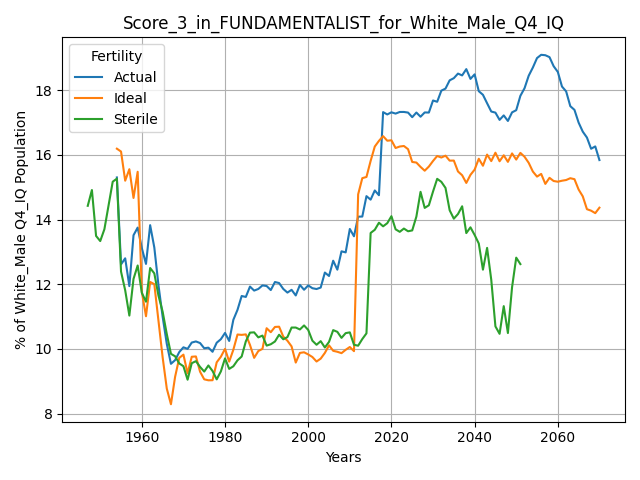 Score_3_in_FUNDAMENTALIST_for_White_Male_Q4_IQ
Fertility
Actual
Ideal
Sterile
% of White_Male Q4_IQ Population
18
16
14
12
10
8
1960
1980
2000
2020
2040
2060
Years